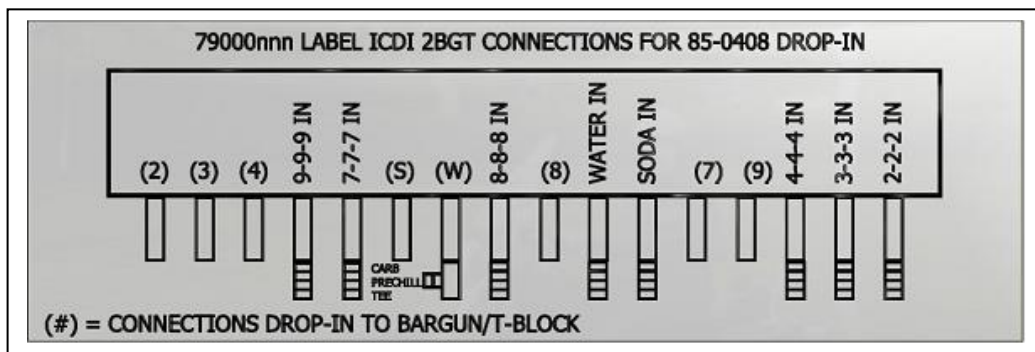 79000nnn LABEL ICDI 2BGT CONNECTIONS FOR 85-0408 DROP-IN
(2) (3) (4) 9-9-9 IN 7-7-7 IN (S) (W) 8-8-8 IN (8) WATER IN SODA IN (7) (9) 4-4-4 IN 3-3-3 IN 2-2-2 IN
CARB
PRECHILL
TEE
(#) = CONNECTIONS DROP-IN TO BARGUN/T-BLOCK